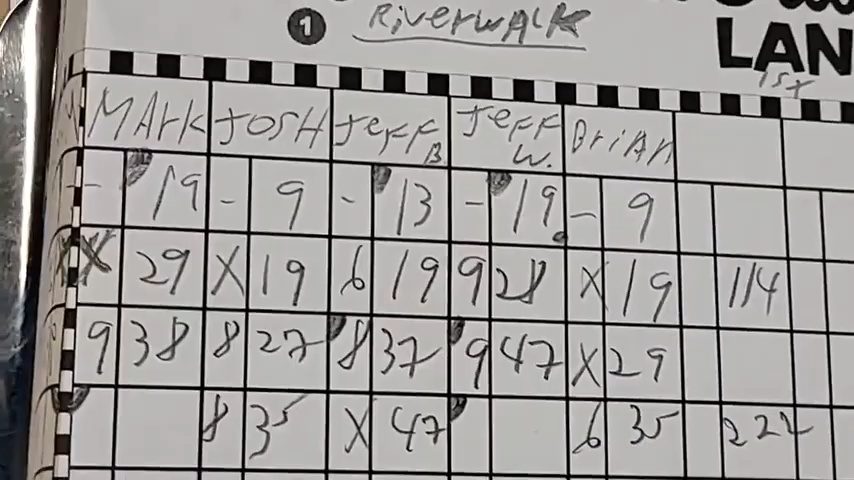 1 RiverwAlk
LAN
1st
MArK JOSH Jeff B Jeff W. BriAn
- 19 - 9 - 13 - 19 - 9
X 29 X 19 6 19 9 28 X 19 114
9 38 8 27 8 37 9 47 X 29
8 35 X 47 6 35 222